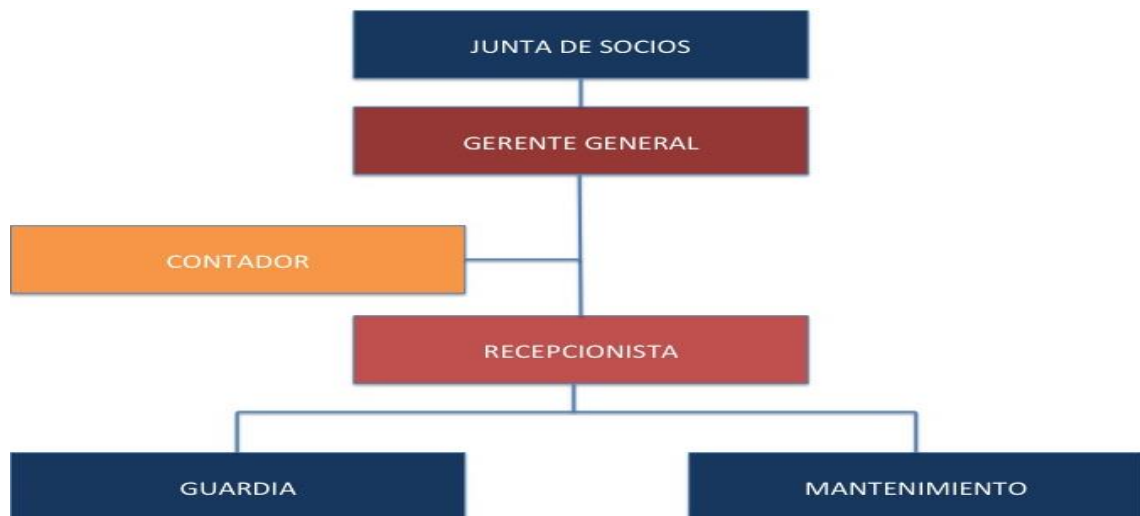 JUNTA DE SOCIOS
GERENTE GENERAL
CONTADOR
RECEPCIONISTA
GUARDIA
MANTENIMIENTO